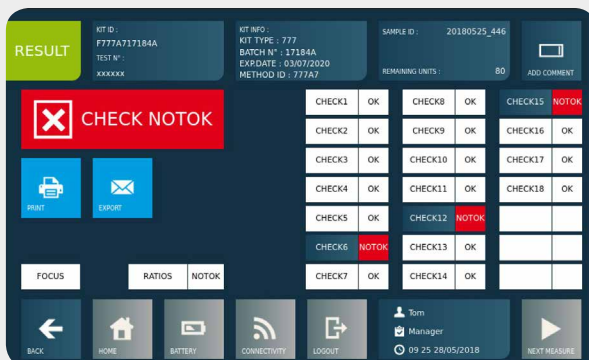 RESULT
KIT ID :
F777A717184A
TEST N° :
xxxxxx
KIT INFO :
KIT TYPE : 777
BATCH N° : 17184A
EXP.DATE : 03/07/2020
METHOD ID : 777A7
SAMPLE ID : 20180525_446
REMAINING UNITS : 80
ADD COMMENT
CHECK NOTOK
PRINT
EXPORT
FOCUS
RATIOS NOTOK
CHECK1 OK
CHECK2 OK
CHECK3 OK
CHECK4 OK
CHECK5 OK
CHECK6 NOTOK
CHECK7 OK
CHECK8 OK
CHECK9 OK
CHECK10 OK
CHECK11 OK
CHECK12 NOTOK
CHECK13 OK
CHECK14 OK
CHECK15 NOTOK
CHECK16 OK
CHECK17 OK
CHECK18 OK
BACK
HOME
BATTERY
CONNECTIVITY
LOGOUT
Tom
Manager
09 25 28/05/2018
NEXT MEASURE